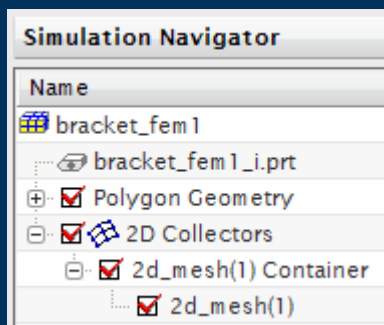 Simulation Navigator
Name
bracket_fem1
bracket_fem1_i.prt
Polygon Geometry
2D Collectors
2d_mesh(1) Container
2d_mesh(1)